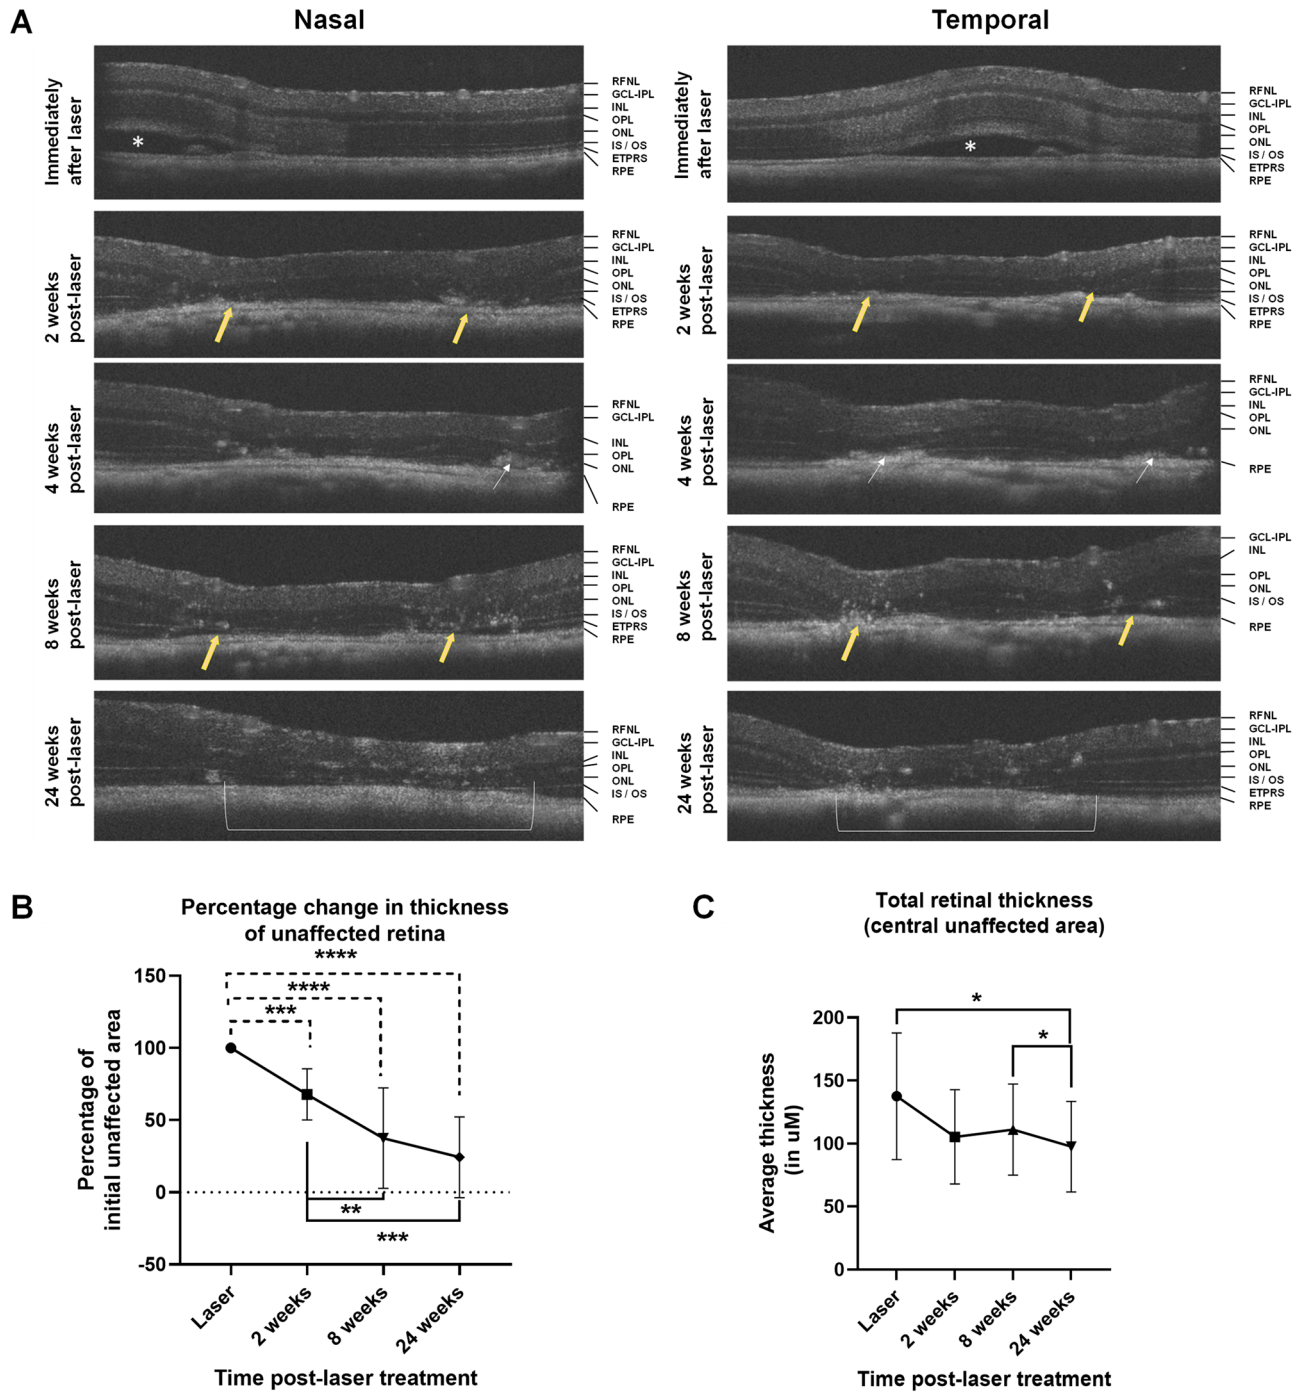 A
Nasal
Temporal
Immediately
after laser
*
RFNL
GCL-IPL
INL
OPL
ONL
IS / OS
ETPRS
RPE
Immediately
after laser
*
RFNL
GCL-IPL
INL
OPL
ONL
IS / OS
ETPRS
RPE
2 weeks
post-laser
RFNL
GCL-IPL
INL
OPL
ONL
IS / OS
ETPRS
RPE
2 weeks
post-laser
RFNL
GCL-IPL
INL
OPL
ONL
IS / OS
ETPRS
RPE
4 weeks
post-laser
RFNL
GCL-IPL
INL
OPL
ONL
RPE
4 weeks
post-laser
RFNL
GCL-IPL
INL
OPL
ONL
RPE
8 weeks
post-laser
RFNL
GCL-IPL
INL
OPL
ONL
IS / OS
ETPRS
RPE
8 weeks
post-laser
GCL-IPL
INL
OPL
ONL
IS / OS
RPE
24 weeks
post-laser
RFNL
GCL-IPL
INL
OPL
ONL
IS / OS
RPE
24 weeks
post-laser
RFNL
GCL-IPL
INL
OPL
ONL
IS / OS
ETPRS
RPE
B
Percentage change in thickness
of unaffected retina
****
****
***
150
100
50
0
-50
Percentage of
initial unaffected area
**
***
Laser
2 weeks
8 weeks
24 weeks
Time post-laser treatment
C
Total retinal thickness
(central unaffected area)
*
*
200
150
100
50
0
Average thickness
(in uM)
Laser
2 weeks
8 weeks
24 weeks
Time post-laser treatment